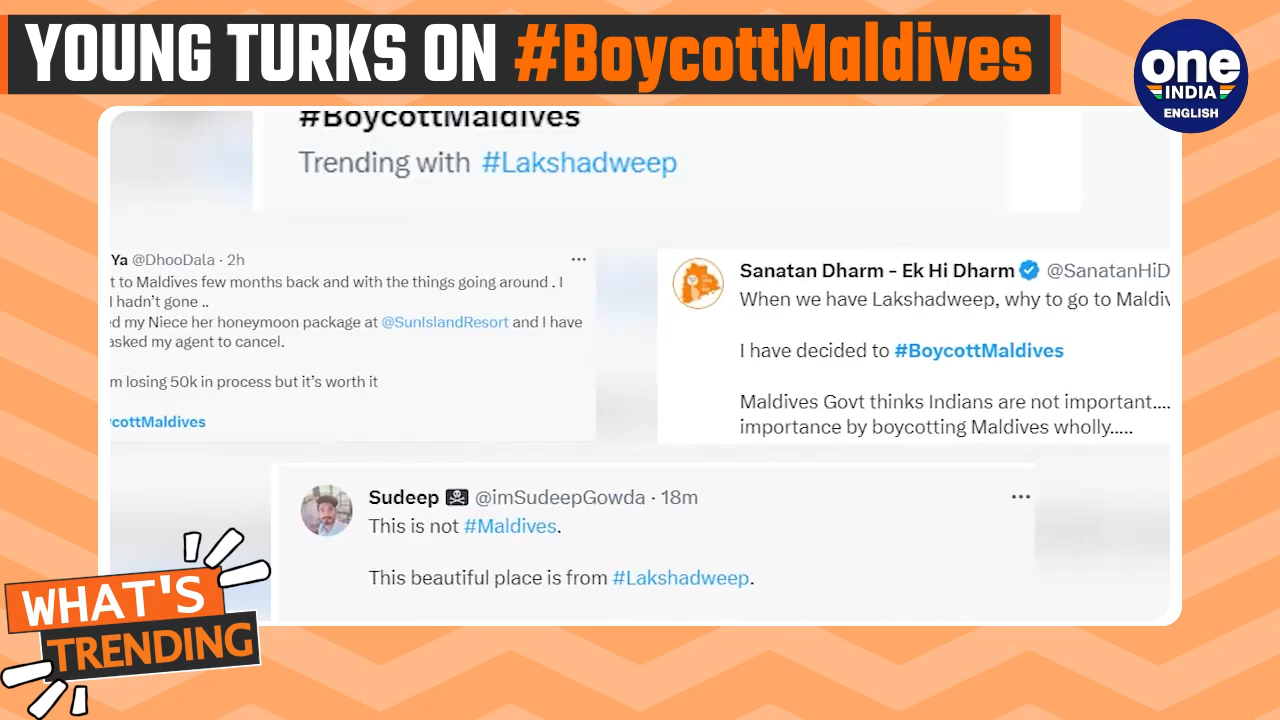 YOUNG TURKS ON #BoycottMaldives
one
INDIA
ENGLISH
#BoycottMaldives
Trending with #Lakshadweep
Ya @DhooDala · 2h
t to Maldives few months back and with the things going around . I
I hadn't gone ..
ed my Niece her honeymoon package at @SunIslandResort and I have
asked my agent to cancel.
m losing 50k in process but it's worth it
ycottMaldives
Sanatan Dharm - Ek Hi Dharm @SanatanHiD
When we have Lakshadweep, why to go to Maldiv
I have decided to #BoycottMaldives
Maldives Govt thinks Indians are not important....
importance by boycotting Maldives wholly.....
Sudeep @imSudeepGowda · 18m
This is not #Maldives.
This beautiful place is from #Lakshadweep.
WHAT'S
TRENDING